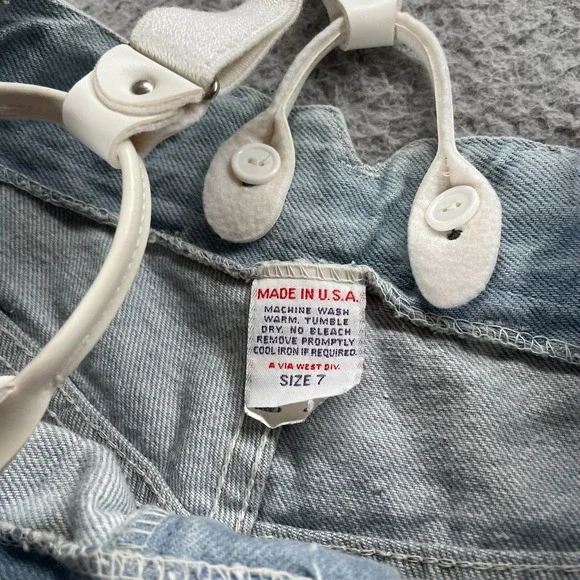 MADE IN U.S.A.
MACHINE WASH
WARM, TUMBLE
DRY, NO BLEACH
REMOVE PROMPTLY
COOL IRON IF REQUIRED.
A VIA WEST DIV.
SIZE 7